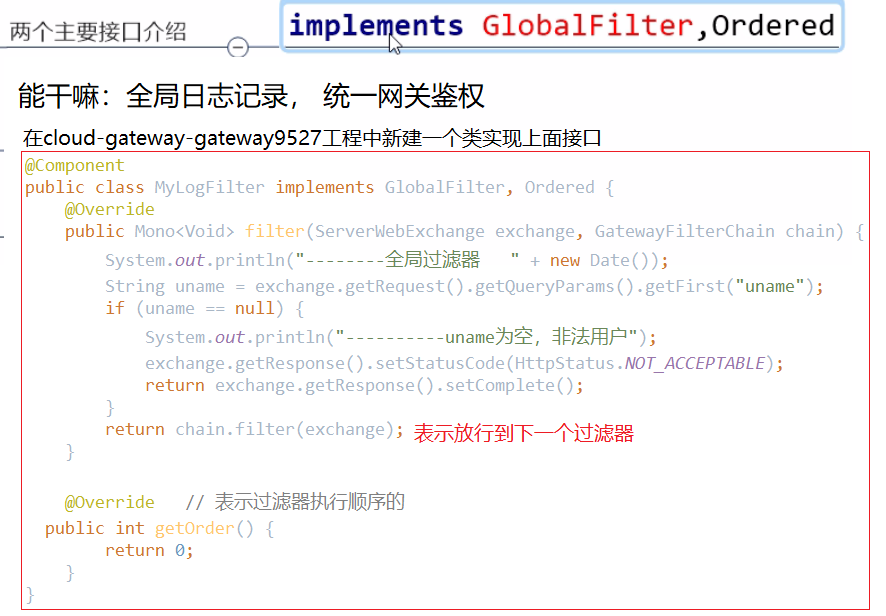 两个主要接口介绍
implements GlobalFilter,Ordered
能干嘛：全局日志记录， 统一网关鉴权
在cloud-gateway-gateway9527工程中新建一个类实现上面接口
@Component
public class MyLogFilter implements GlobalFilter, Ordered {
    @Override
    public Mono<Void> filter(ServerWebExchange exchange, GatewayFilterChain chain) {
        System.out.println("--------全局过滤器   " + new Date());
        String uname = exchange.getRequest().getQueryParams().getFirst("uname");
        if (uname == null) {
            System.out.println("----------uname为空，非法用户");
            exchange.getResponse().setStatusCode(HttpStatus.NOT_ACCEPTABLE);
            return exchange.getResponse().setComplete();
        }
        return chain.filter(exchange); 表示放行到下一个过滤器
    }
    @Override   // 表示过滤器执行顺序的
  public int getOrder() {
        return 0;
    }
}